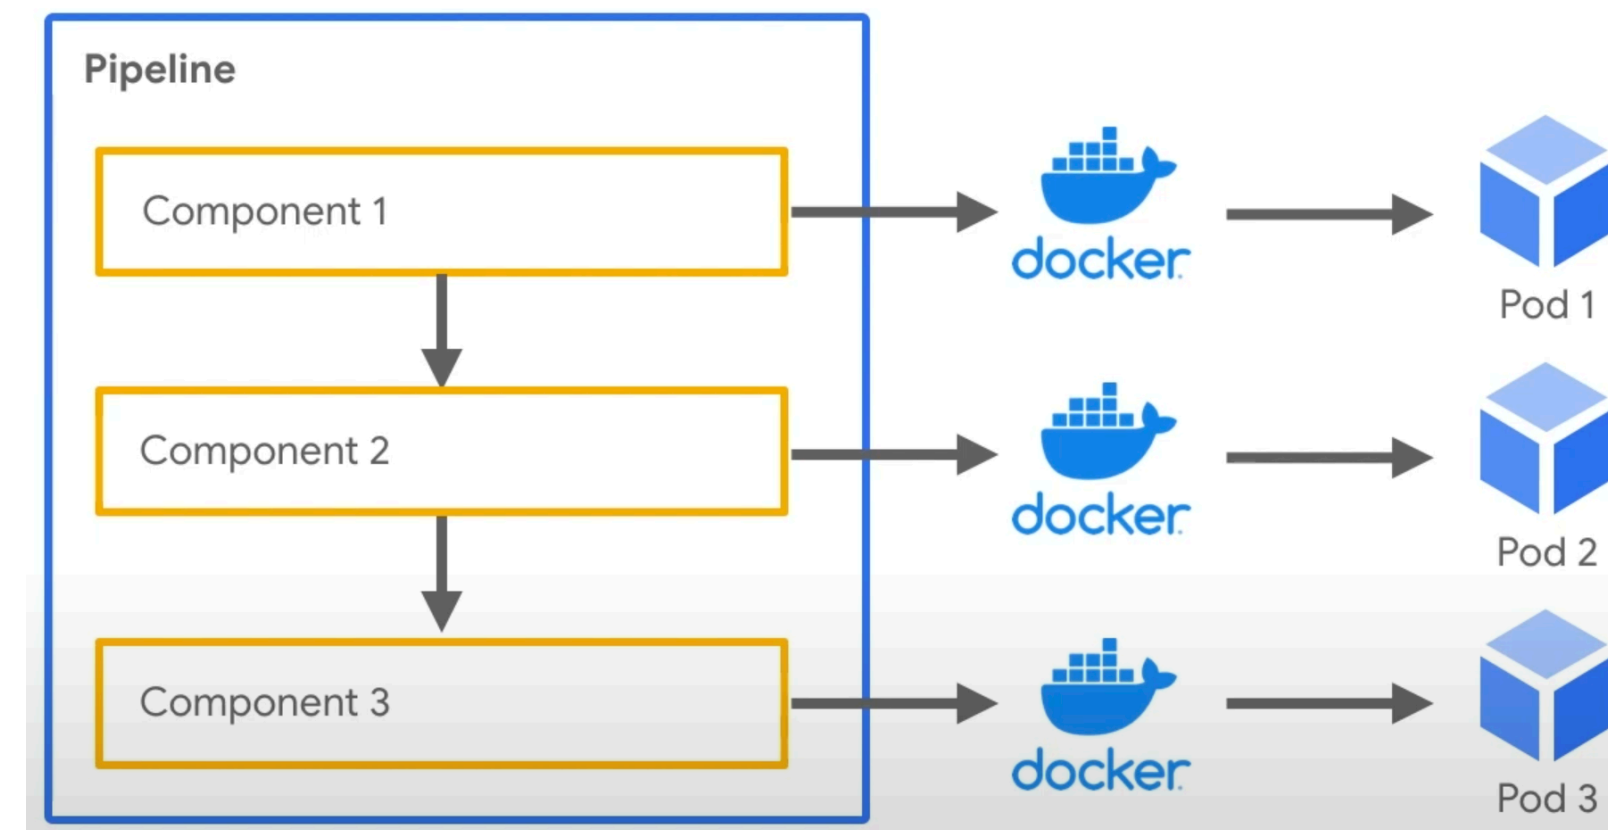 Pipeline
Component 1
docker
Pod 1
Component 2
docker
Pod 2
Component 3
docker
Pod 3